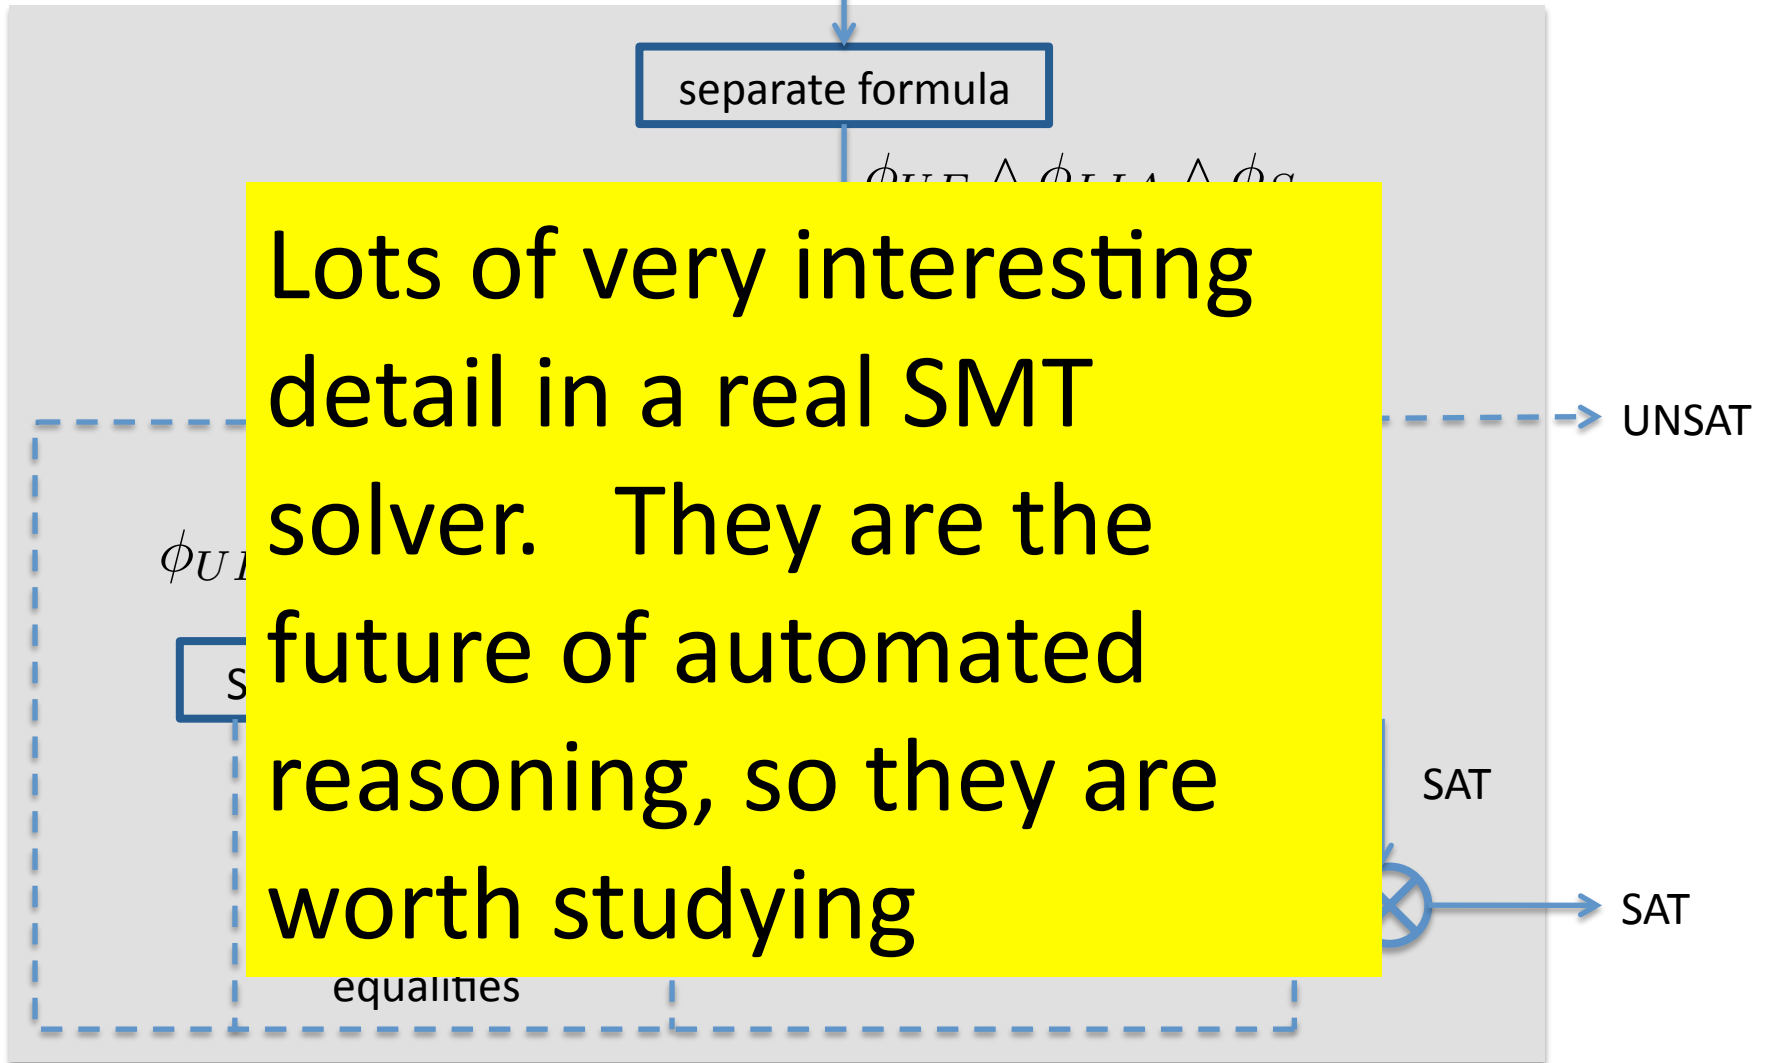 separate formula
Lots of very interesting
detail in a real SMT
UNSAT
solver. They are the
future of automated
reasoning, so they are
SAT
worth studying
SAT
equalities